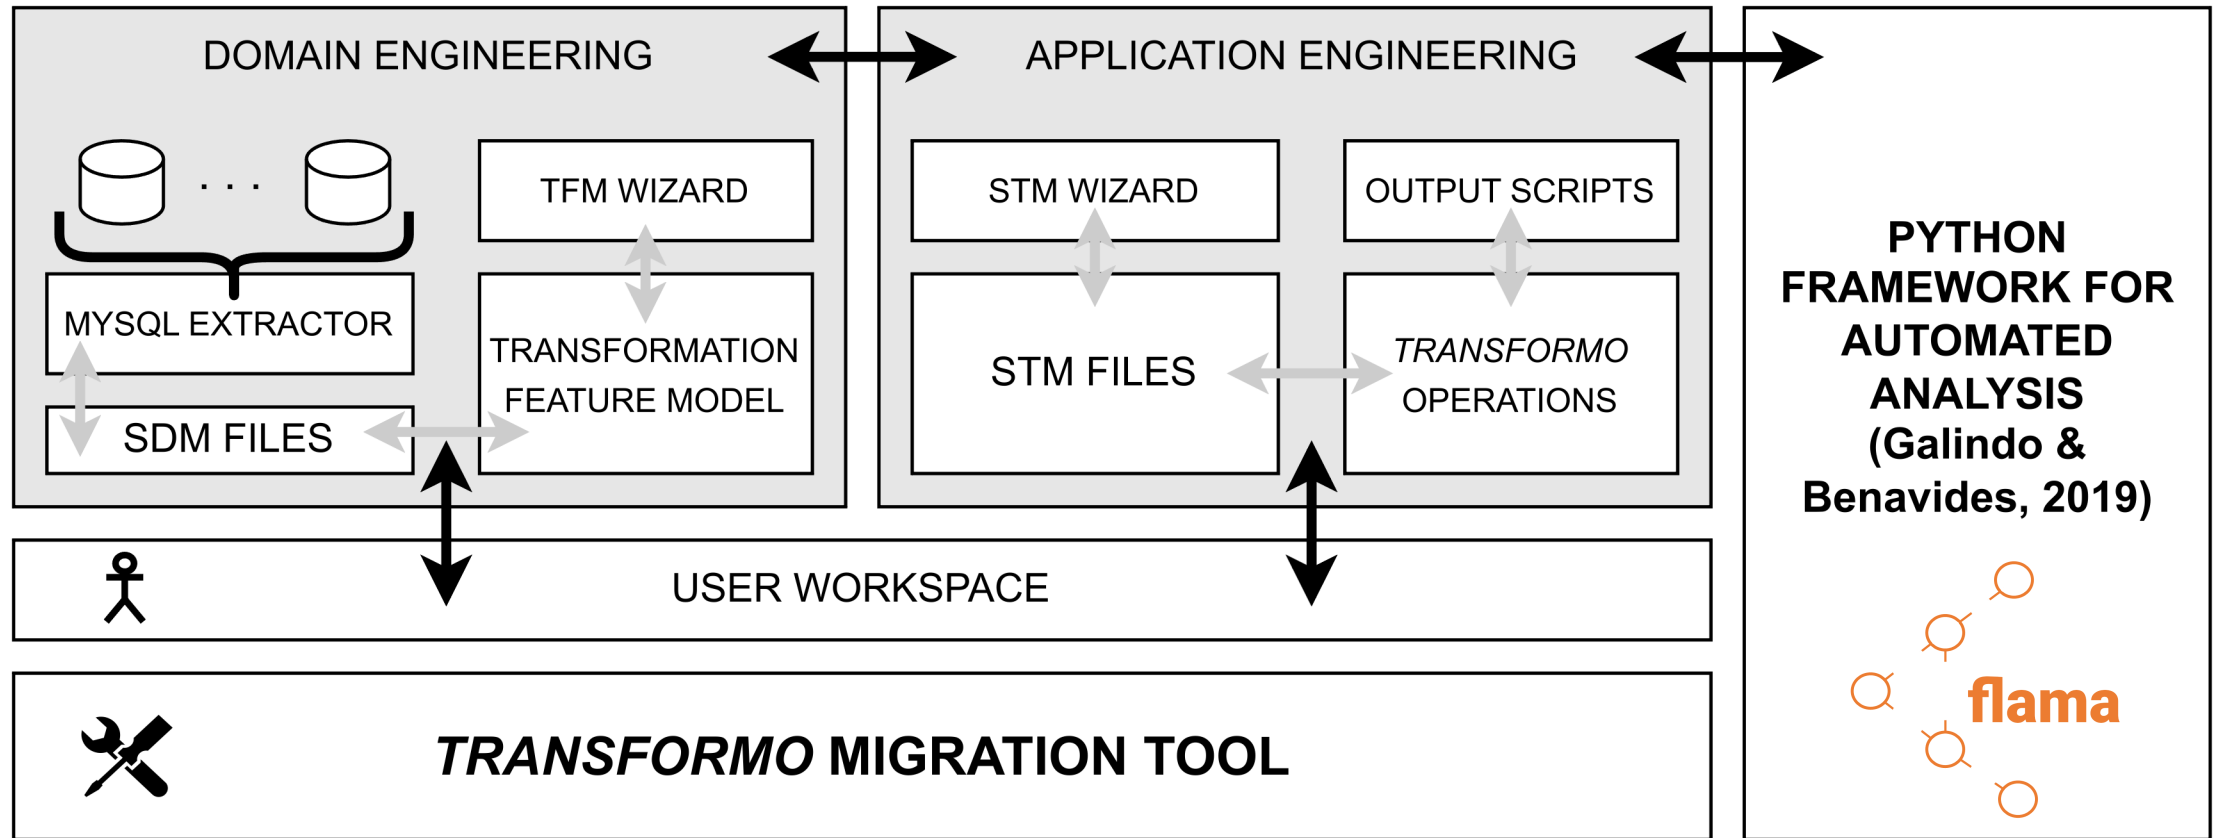 DOMAIN ENGINEERING
. . .
MYSQL EXTRACTOR
SDM FILES
TFM WIZARD
TRANSFORMATION
FEATURE MODEL
APPLICATION ENGINEERING
STM WIZARD
STM FILES
OUTPUT SCRIPTS
TRANSFORMO
OPERATIONS
USER WORKSPACE
TRANSFORMO MIGRATION TOOL
PYTHON
FRAMEWORK FOR
AUTOMATED
ANALYSIS
(Galindo &
Benavides, 2019)
flama